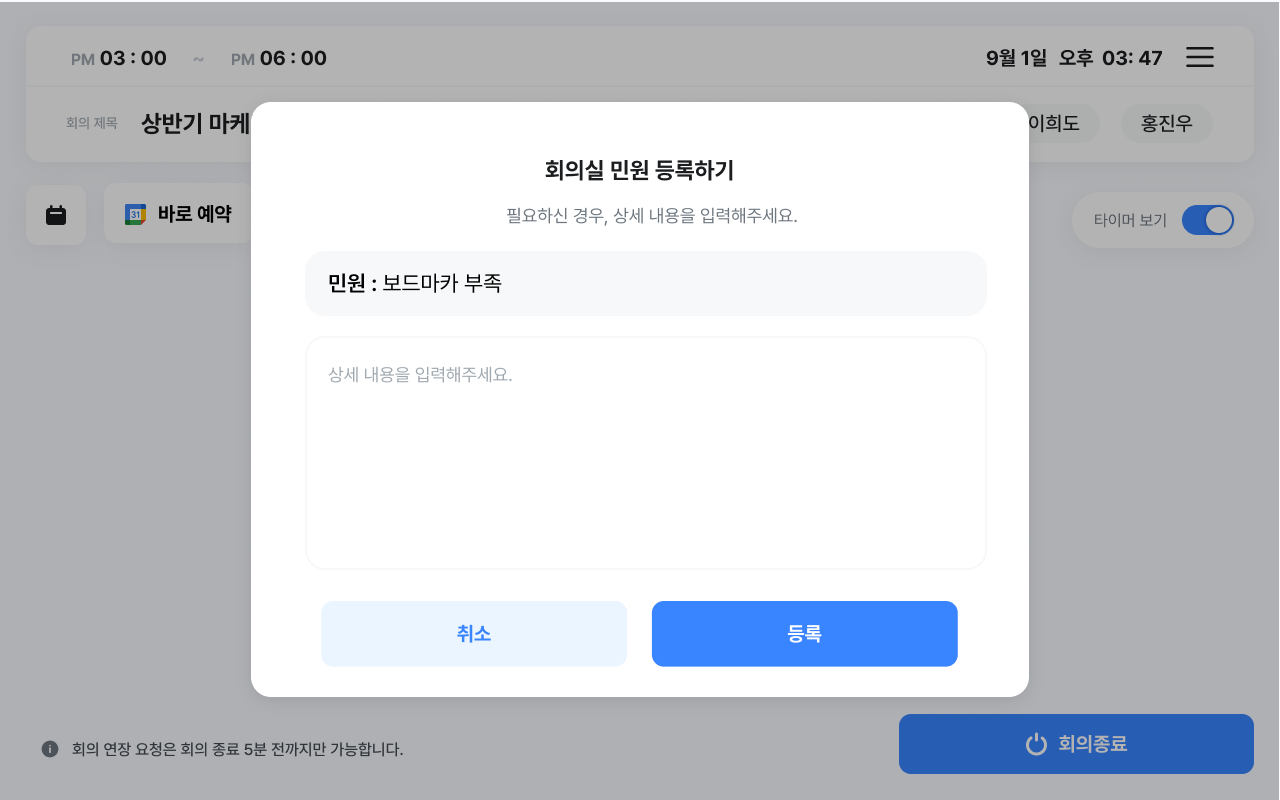 PM 03 : 00 ~ PM 06 : 00
9월 1일 오후 03: 47
회의 제목 상반기 마케
이희도 홍진우
31 바로 예약
타이머 보기
회의실 민원 등록하기
필요하신 경우, 상세 내용을 입력해주세요.
민원 : 보드마카 부족
상세 내용을 입력해주세요.
취소
등록
회의 연장 요청은 회의 종료 5분 전까지만 가능합니다.
회의종료